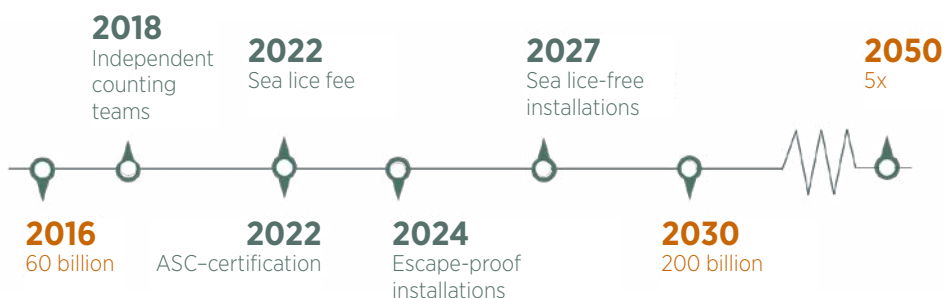 2018
Independent
counting
teams
2022
Sea lice fee
2027
Sea lice-free
installations
2050
5x
2016
60 billion
2022
ASC–certification
2024
Escape-proof
installations
2030
200 billion